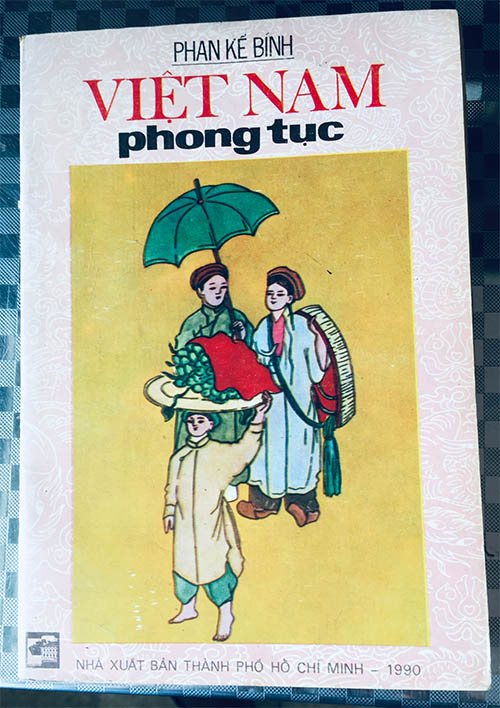 PHAN KẾ BÍNH
VIỆT NAM
phong tục
NHÀ XUẤT BẢN THÀNH PHỐ HỒ CHÍ MINH - 1990